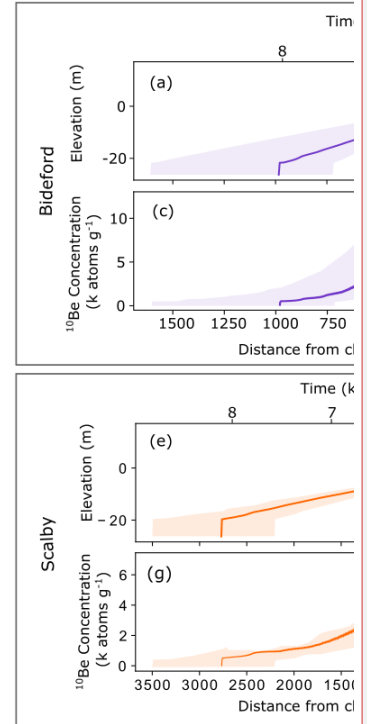 Tim
8
Bideford
Elevation (m)
(a)
0
-20
¹⁰Be Concentration
(k atoms g⁻¹)
(c)
10
5
0
1500 1250 1000 750
Distance from cl
Time (k
8 7
Scalby
Elevation (m)
(e)
0
−20
¹⁰Be Concentration
(k atoms g⁻¹)
(g)
6
4
2
0
3500 3000 2500 2000 150
Distance from cl